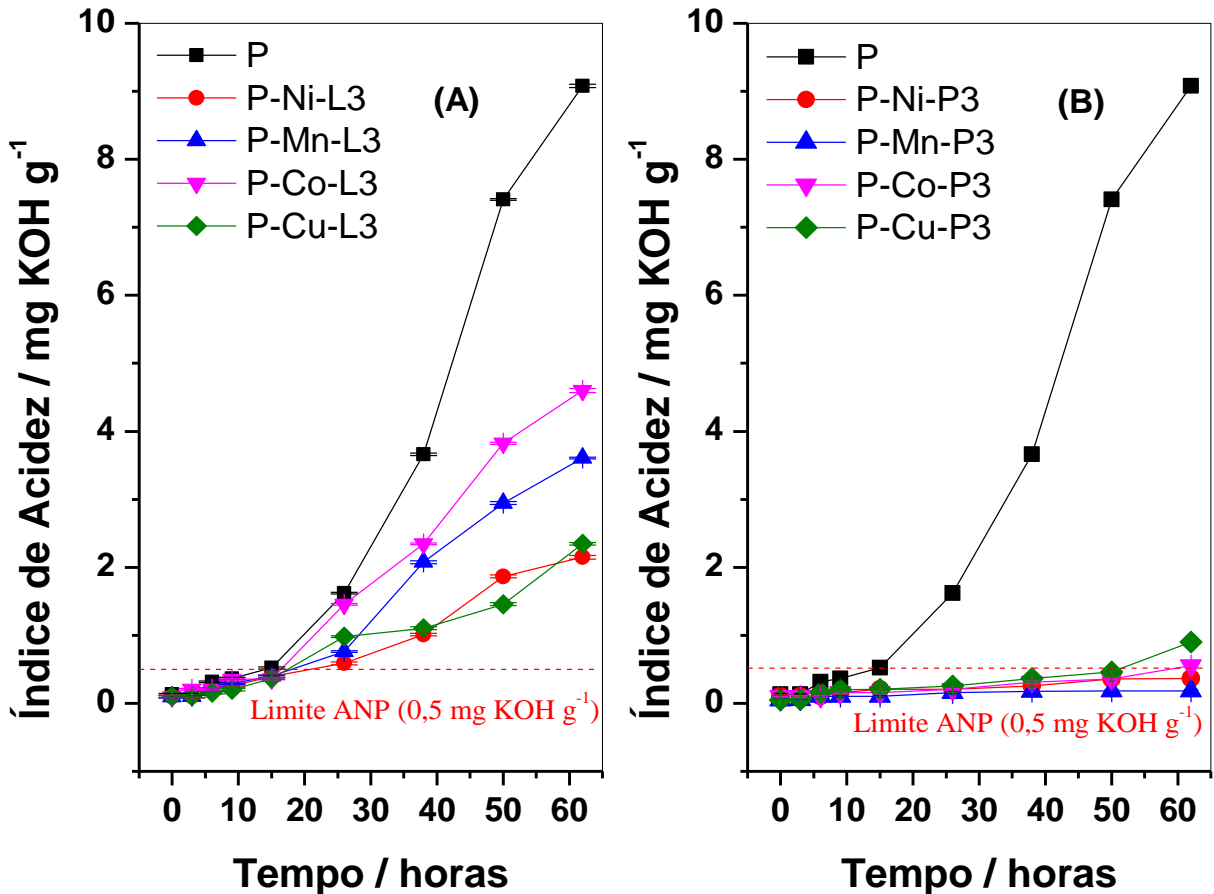 Índice de Acidez / mg KOH g⁻¹
10
8
6
4
2
0
P
P-Ni-L3
P-Mn-L3
P-Co-L3
P-Cu-L3
(A)
Limite ANP (0,5 mg KOH g⁻¹)
0 10 20 30 40 50 60
Tempo / horas
Índice de Acidez / mg KOH g⁻¹
10
8
6
4
2
0
P
P-Ni-P3
P-Mn-P3
P-Co-P3
P-Cu-P3
(B)
Limite ANP (0,5 mg KOH g⁻¹)
0 10 20 30 40 50 60
Tempo / horas